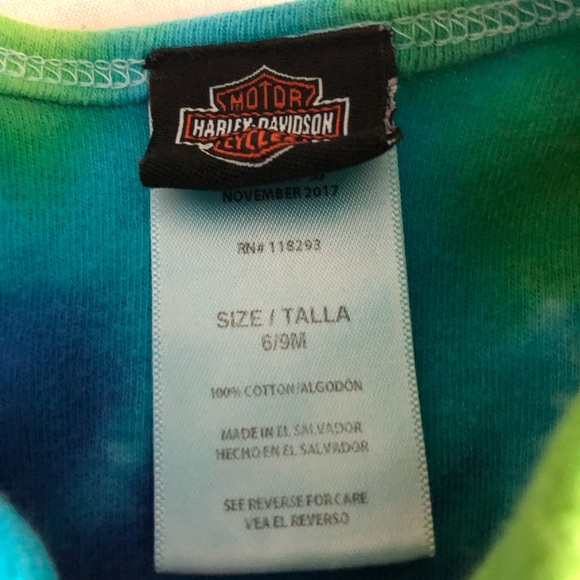 MOTOR
HARLEY-DAVIDSON
CYCLES
NOVEMBER 2017
RN# 118293
SIZE / TALLA
6/9M
100% COTTON/ALGODÓN
MADE IN EL SALVADOR
HECHO EN EL SALVADOR
SEE REVERSE FOR CARE
VEA EL REVERSO